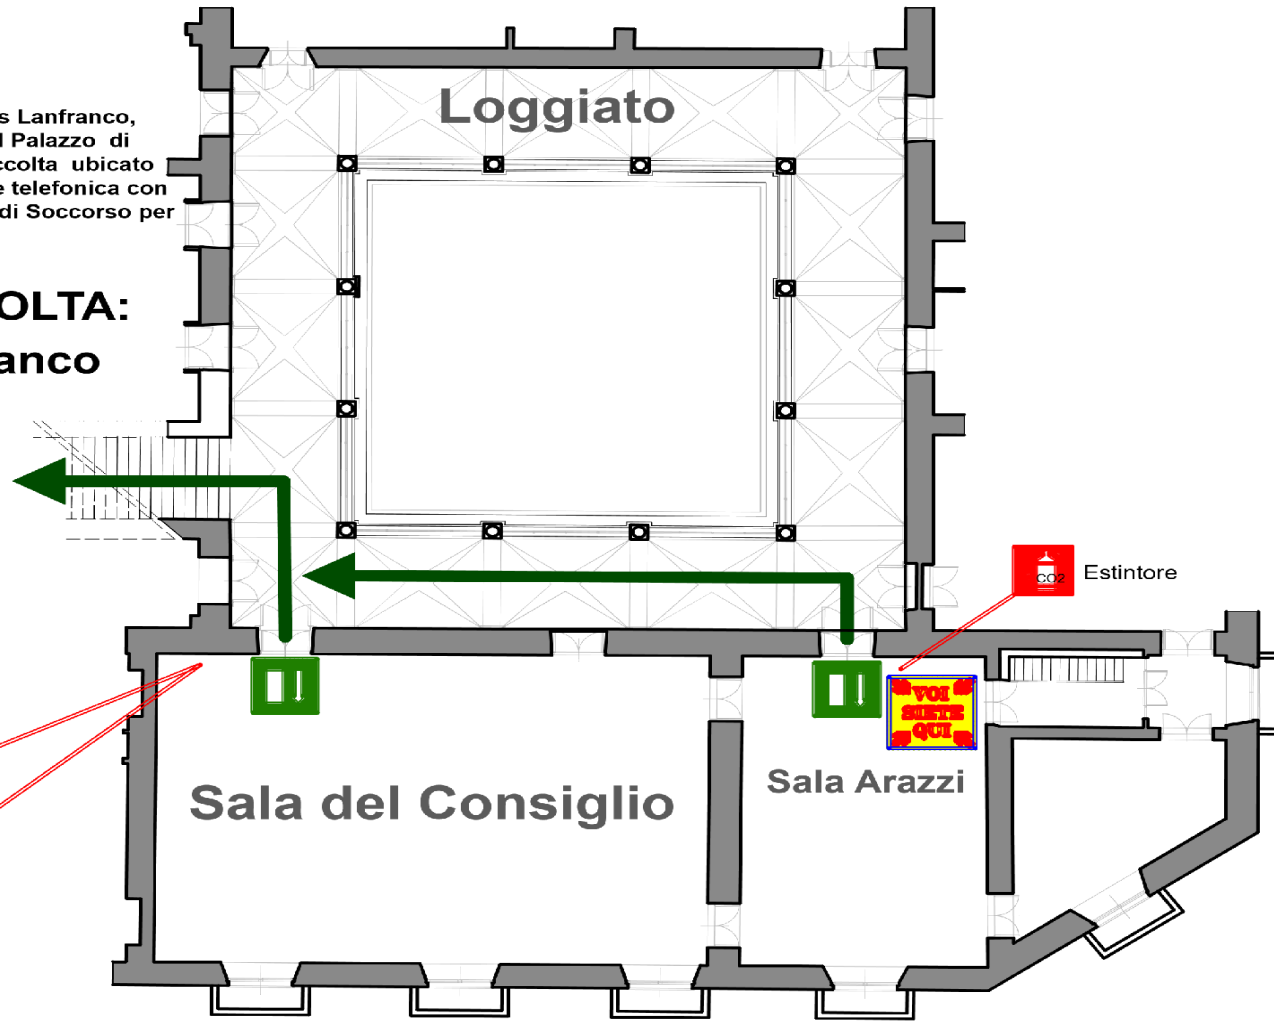 Loggiato
s Lanfranco,
l Palazzo di
ccolta ubicato
e telefonica con
di Soccorso per
OLTA:
anco
CO2 Estintore
VOI
SIETE
QUI
Sala Arazzi
Sala del Consiglio